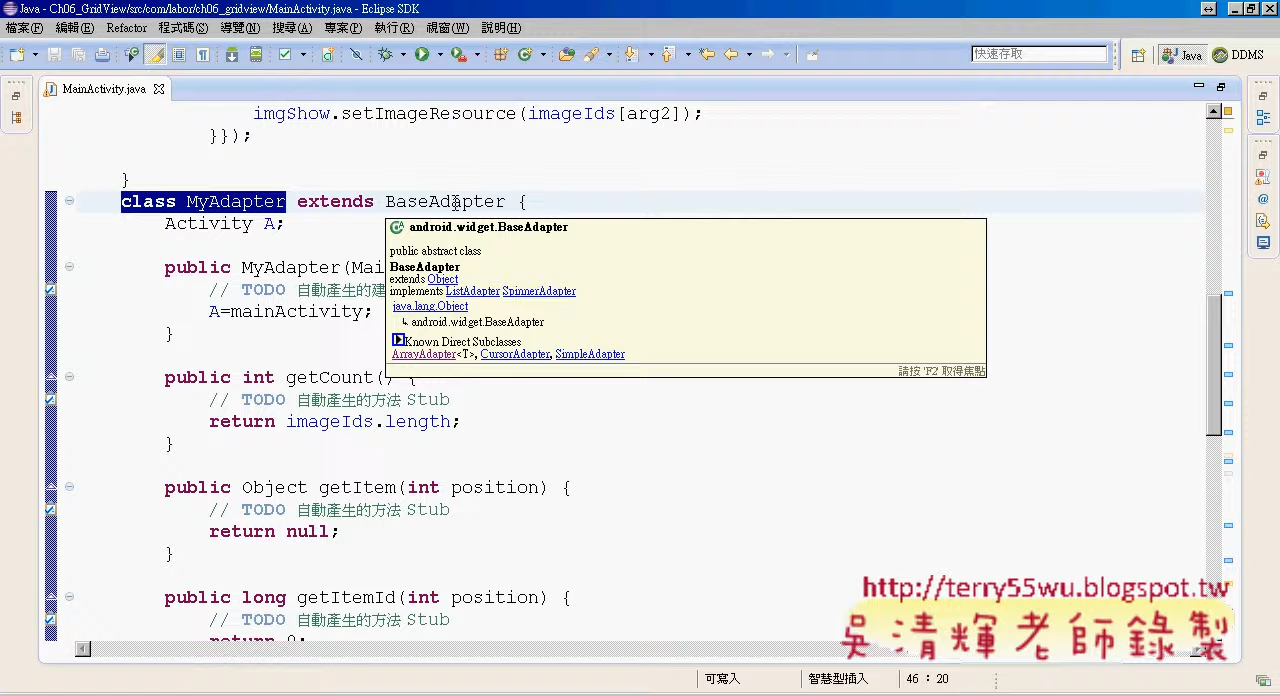 Java - Ch06_GridView/src/com/labor/ch06_gridview/MainActivity.java - Eclipse SDK
檔案(F) 編輯(E) Refactor 程式碼(S) 導覽(N) 搜尋(A) 專案(P) 執行(R) 視窗(W) 說明(H)
快速存取 Java DDMS
MainActivity.java
imgShow.setImageResource(imageIds[arg2]);
}});
}
class MyAdapter extends BaseAdapter {
Activity A;
android.widget.BaseAdapter
public abstract class
BaseAdapter
extends Object
implements ListAdapter SpinnerAdapter
java.lang.Object
↳ android.widget.BaseAdapter
Known Direct Subclasses
ArrayAdapter<T>, CursorAdapter, SimpleAdapter
請按 'F2' 取得焦點
public MyAdapter(Mai
// TODO 自動產生的建
A=mainActivity;
}
public int getCount() {
// TODO 自動產生的方法 Stub
return imageIds.length;
}
public Object getItem(int position) {
// TODO 自動產生的方法 Stub
return null;
}
public long getItemId(int position) {
// TODO 自動產生的方法 Stub
return 0;
http://terry55wu.blogspot.tw
吳清輝老師錄製
可寫入 智慧型插入 46 : 20